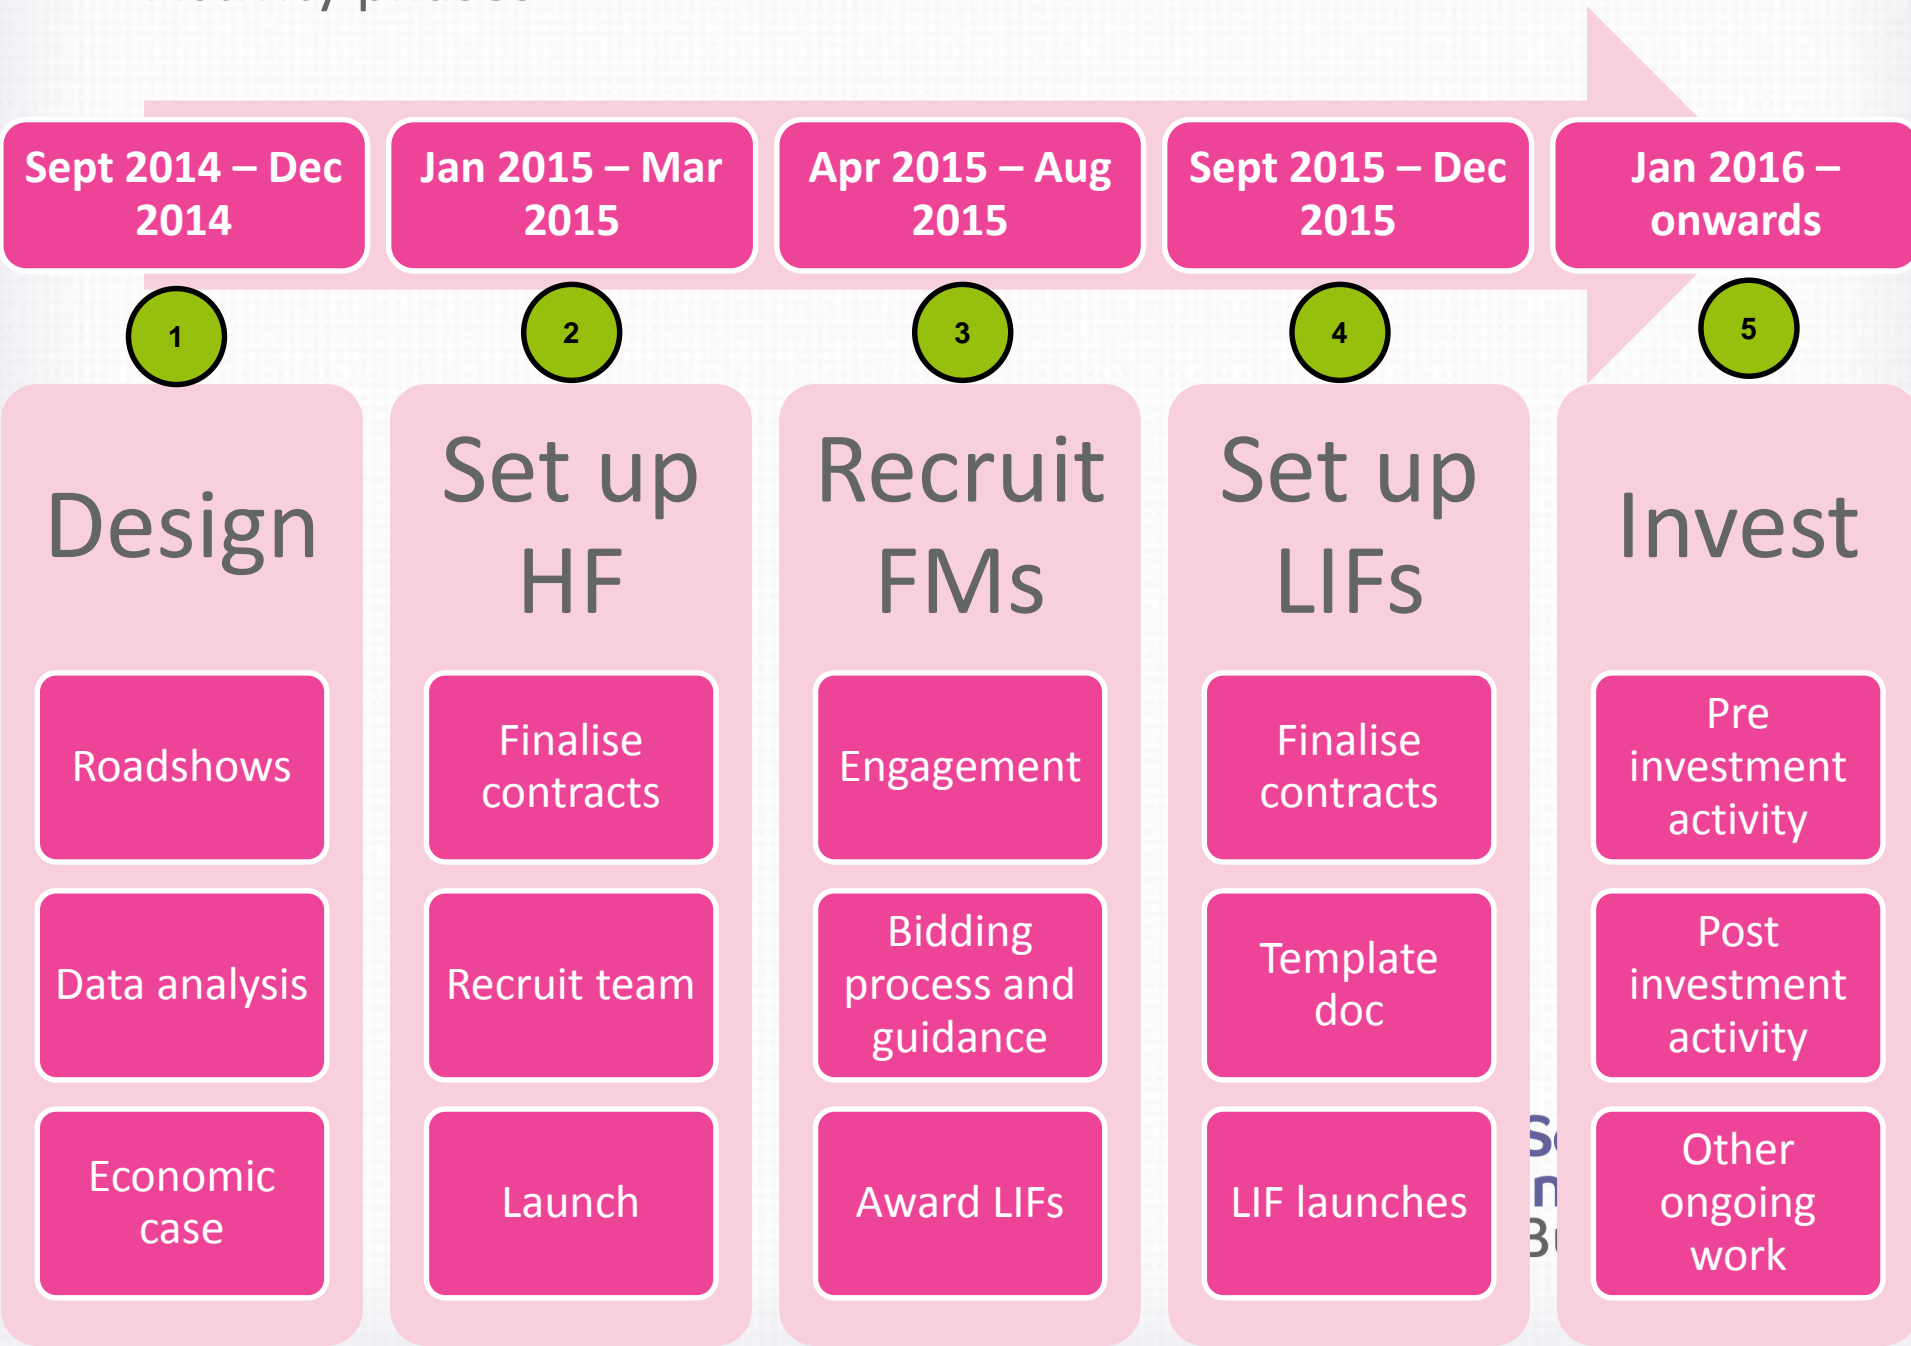 Sept 2014 – Dec
2014
Jan 2015 – Mar
2015
Apr 2015 – Aug
2015
Sept 2015 – Dec
2015
Jan 2016 –
onwards
1
2
3
4
5
Design
Set up
HF
Recruit
FMs
Set up
LIFs
Invest
Roadshows
Data analysis
Economic
case
Finalise
contracts
Recruit team
Launch
Engagement
Bidding
process and
guidance
Award LIFs
Finalise
contracts
Template
doc
LIF launches
Pre
investment
activity
Post
investment
activity
Other
ongoing
work